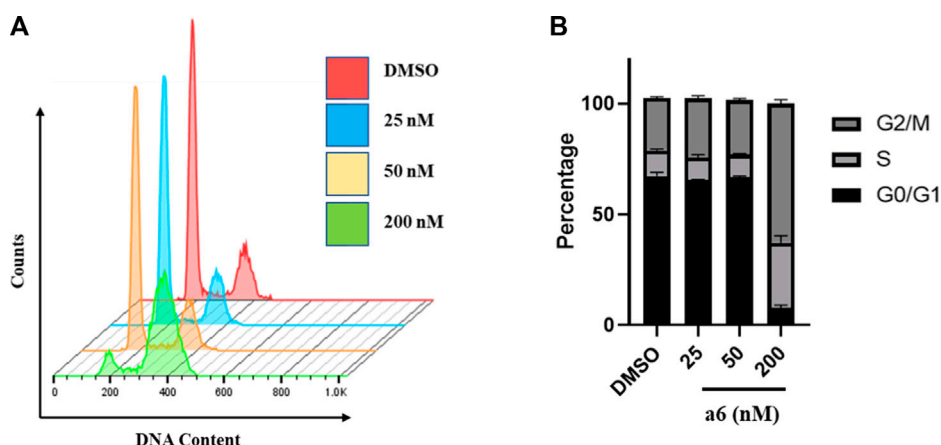 A
DMSO
25 nM
50 nM
200 nM
Counts
0 200 400 600 800 1.0K
DNA Content
B
Percentage
100
50
0
G2/M
S
G0/G1
DMSO 25 50 200
a6 (nM)